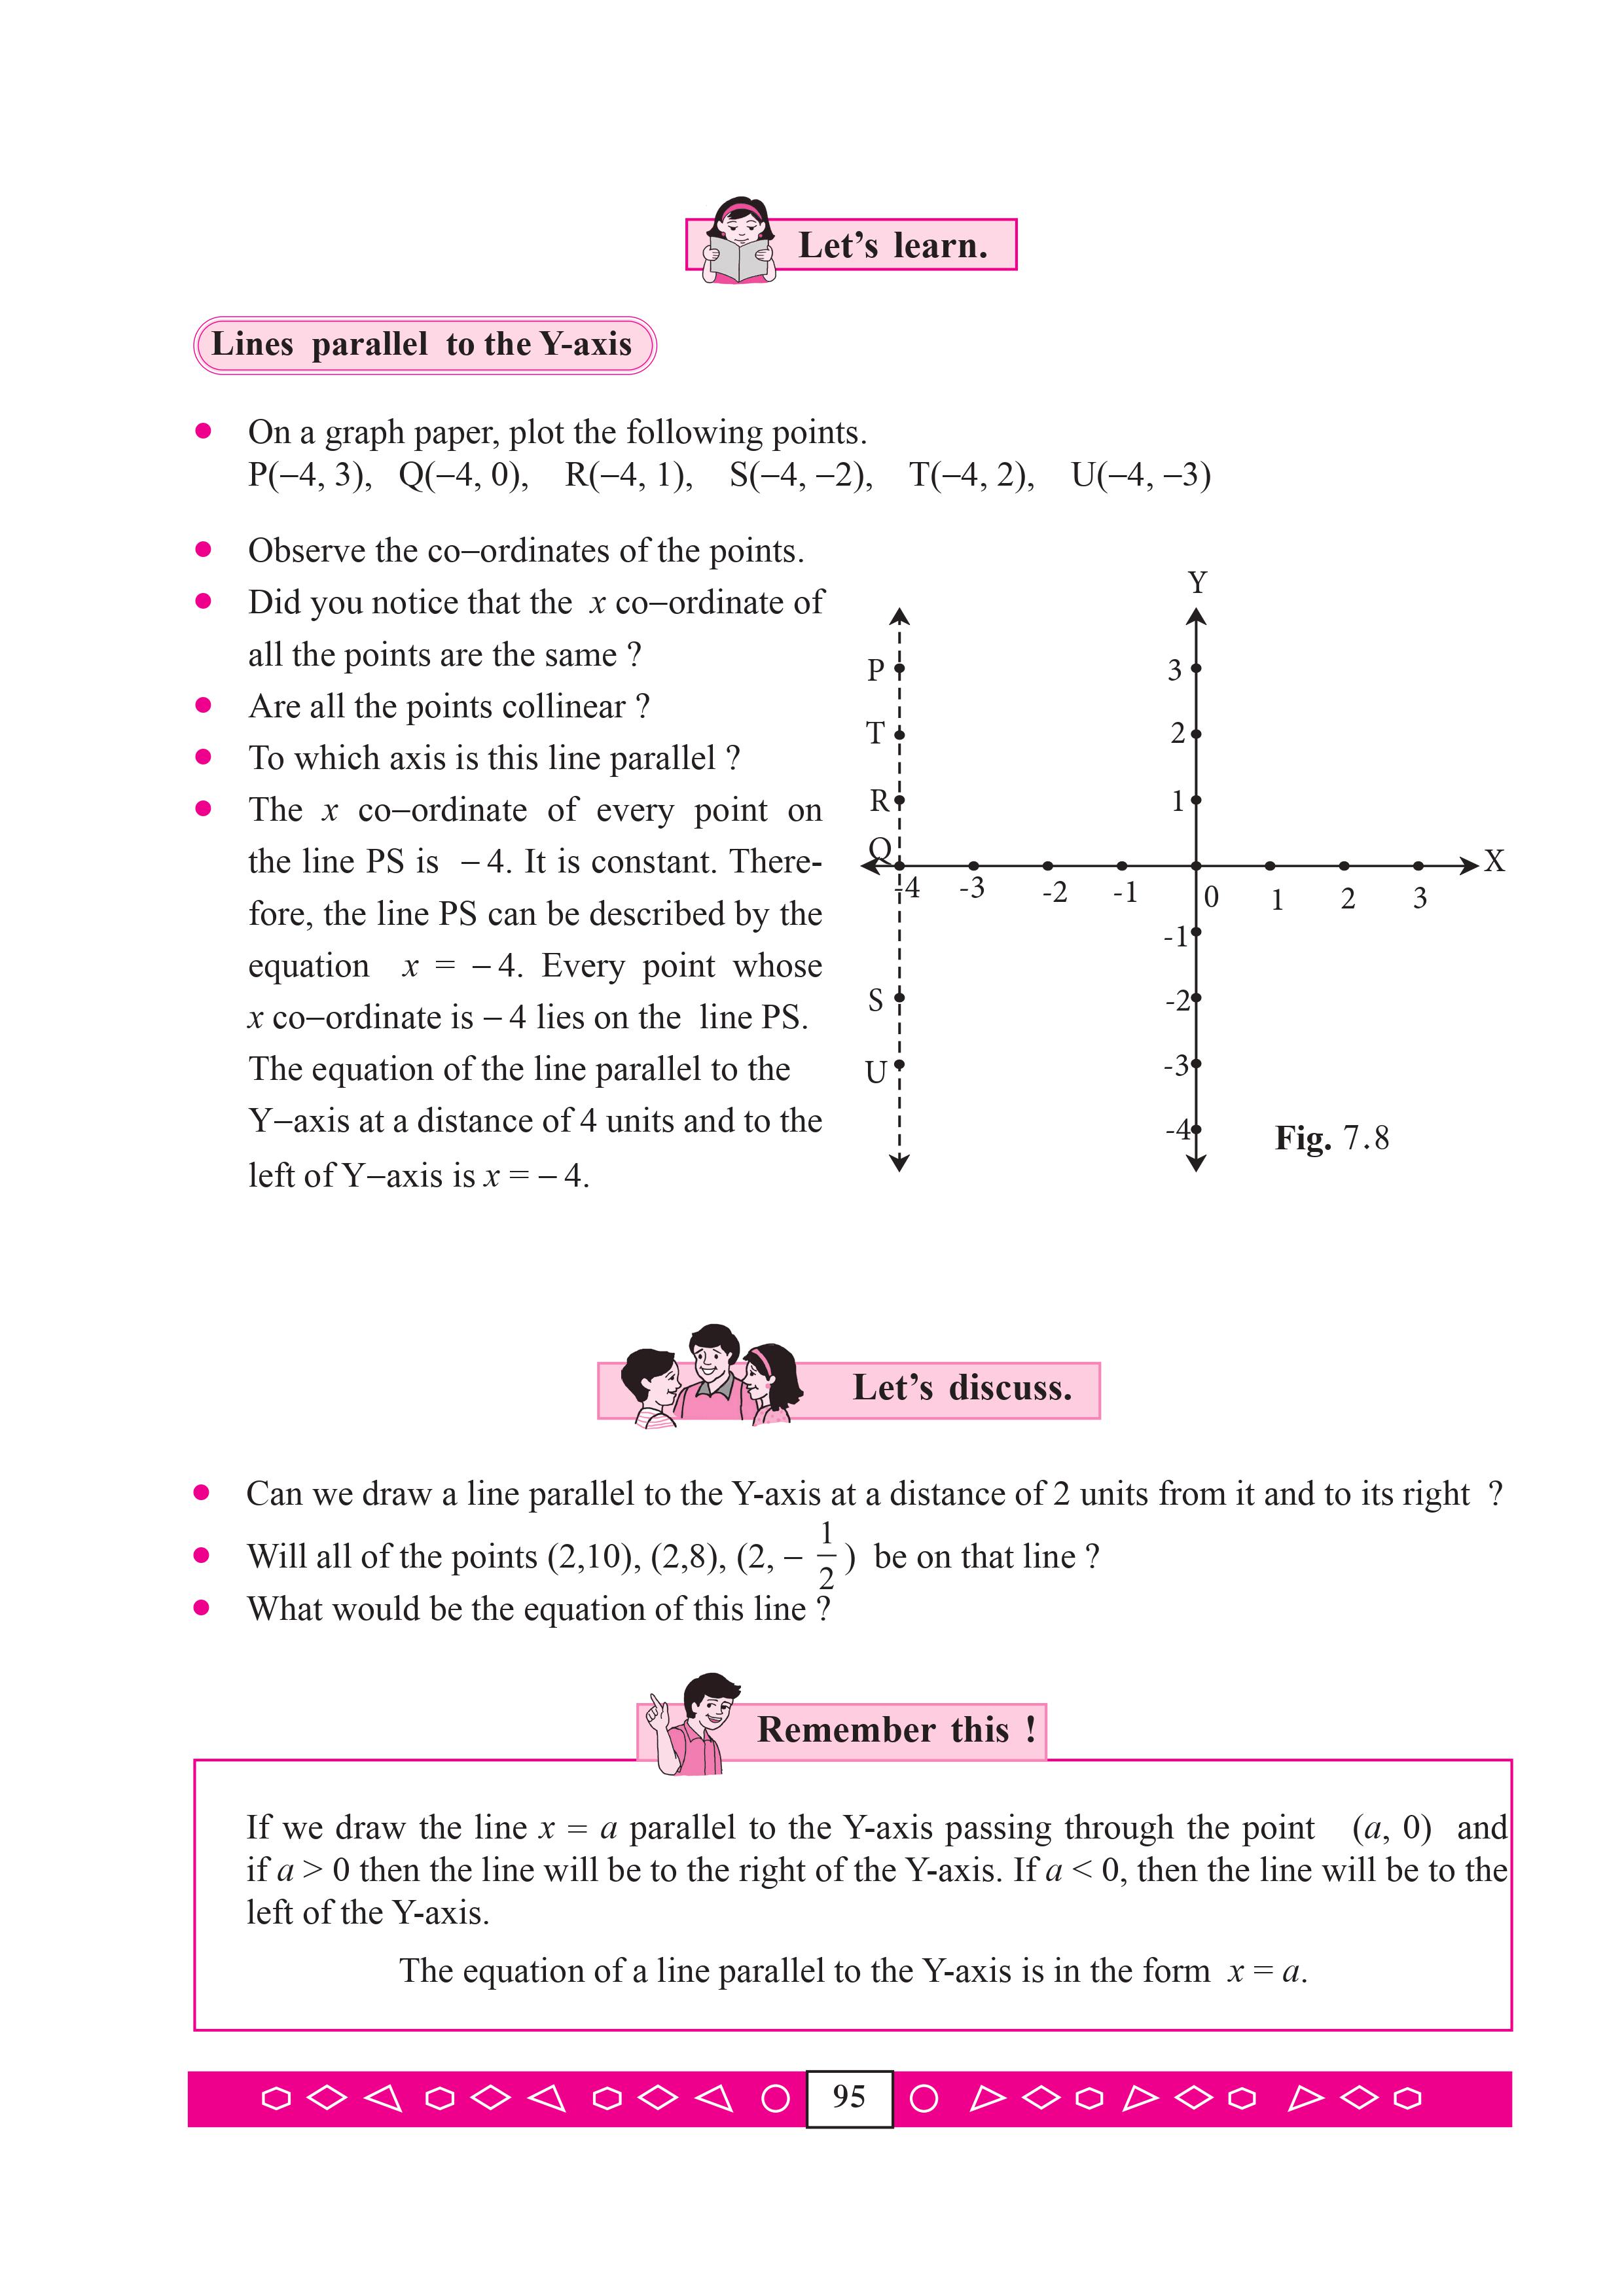 Let’s learn.
Lines parallel to the Y-axis
● On a graph paper, plot the following points.
P(–4, 3), Q(–4, 0), R(–4, 1), S(–4, –2), T(–4, 2), U(–4, –3)
● Observe the co–ordinates of the points.
● Did you notice that the x co–ordinate of
all the points are the same ?
● Are all the points collinear ?
● To which axis is this line parallel ?
● The x co–ordinate of every point on
the line PS is – 4. It is constant. There-
fore, the line PS can be described by the
equation x = – 4. Every point whose
x co–ordinate is – 4 lies on the line PS.
The equation of the line parallel to the
Y–axis at a distance of 4 units and to the
left of Y–axis is x = – 4.
Y
P 3
T 2
R 1
Q
X
-4 -3 -2 -1 0 1 2 3
-1
S -2
U -3
-4
Fig. 7.8
Let’s discuss.
● Can we draw a line parallel to the Y-axis at a distance of 2 units from it and to its right ?
● Will all of the points (2,10), (2,8), (2, – 1/2 ) be on that line ?
● What would be the equation of this line ?
Remember this !
If we draw the line x = a parallel to the Y-axis passing through the point (a, 0) and
if a > 0 then the line will be to the right of the Y-axis. If a < 0, then the line will be to the
left of the Y-axis.
The equation of a line parallel to the Y-axis is in the form x = a.
95